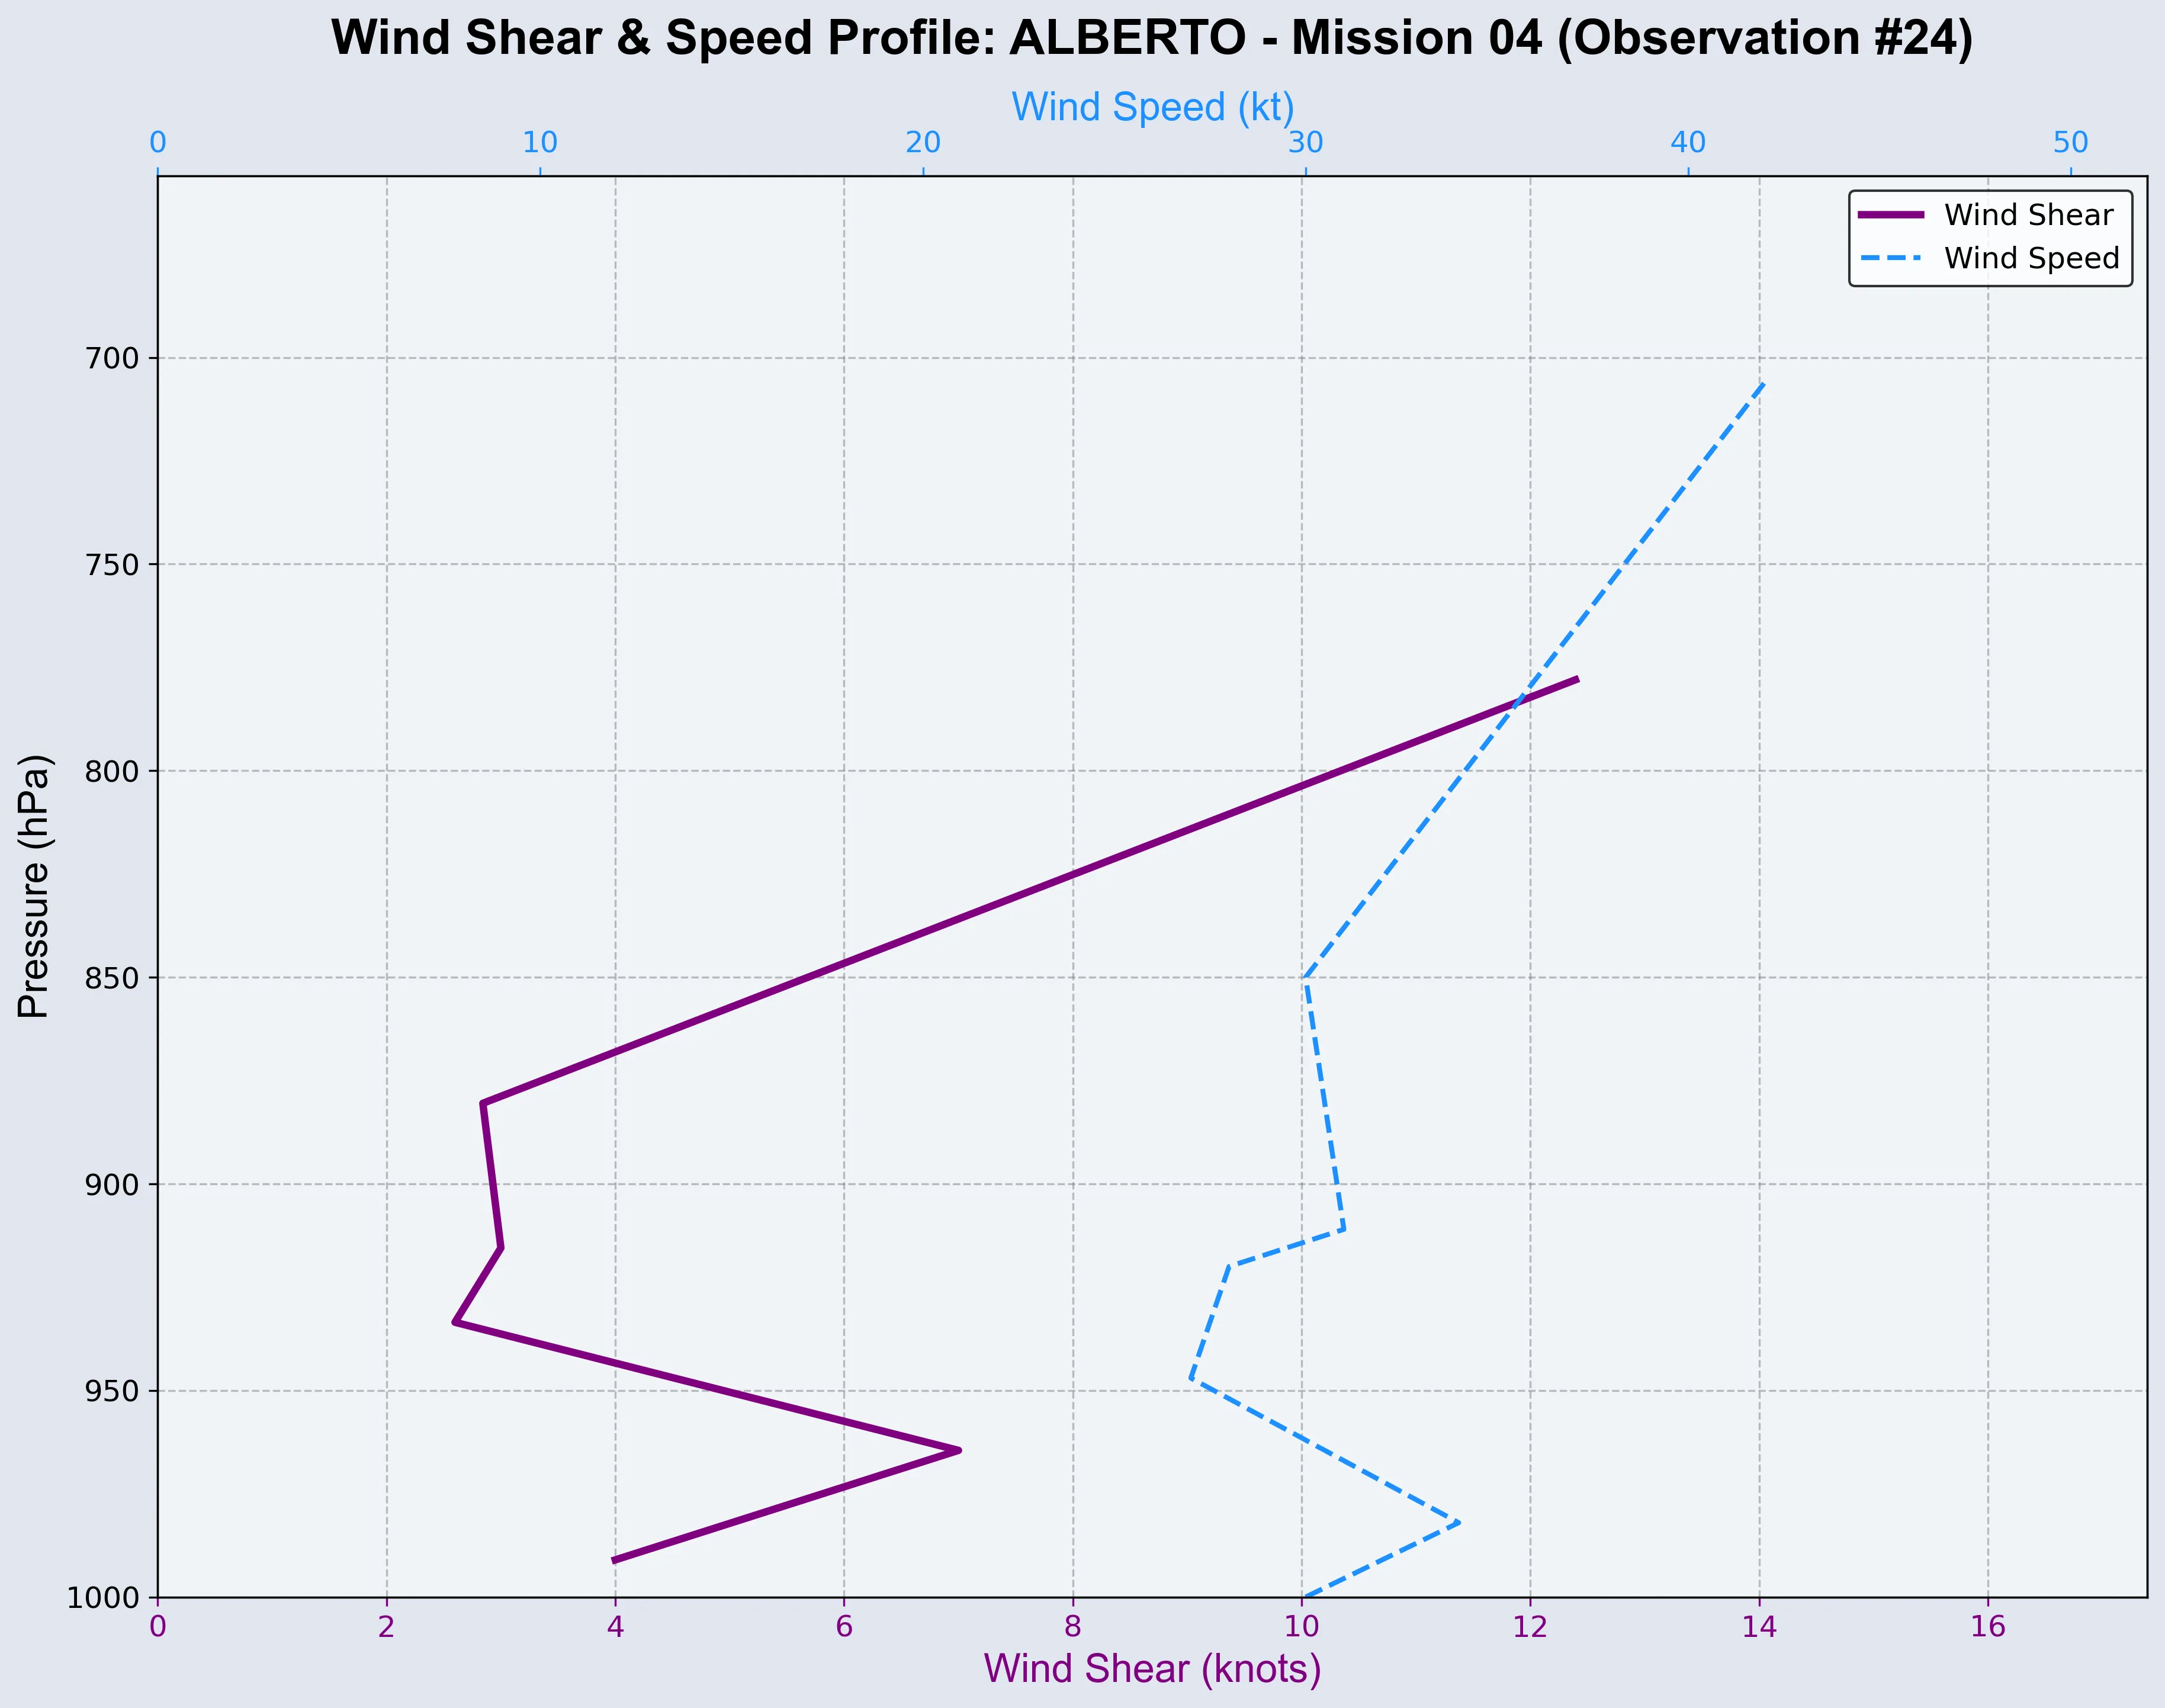 Wind Shear & Speed Profile: ALBERTO - Mission 04 (Observation #24)
Wind Speed (kt)
0 10 20 30 40 50
Wind Shear
Wind Speed
700
750
800
850
900
950
1000
Pressure (hPa)
0 2 4 6 8 10 12 14 16
Wind Shear (knots)